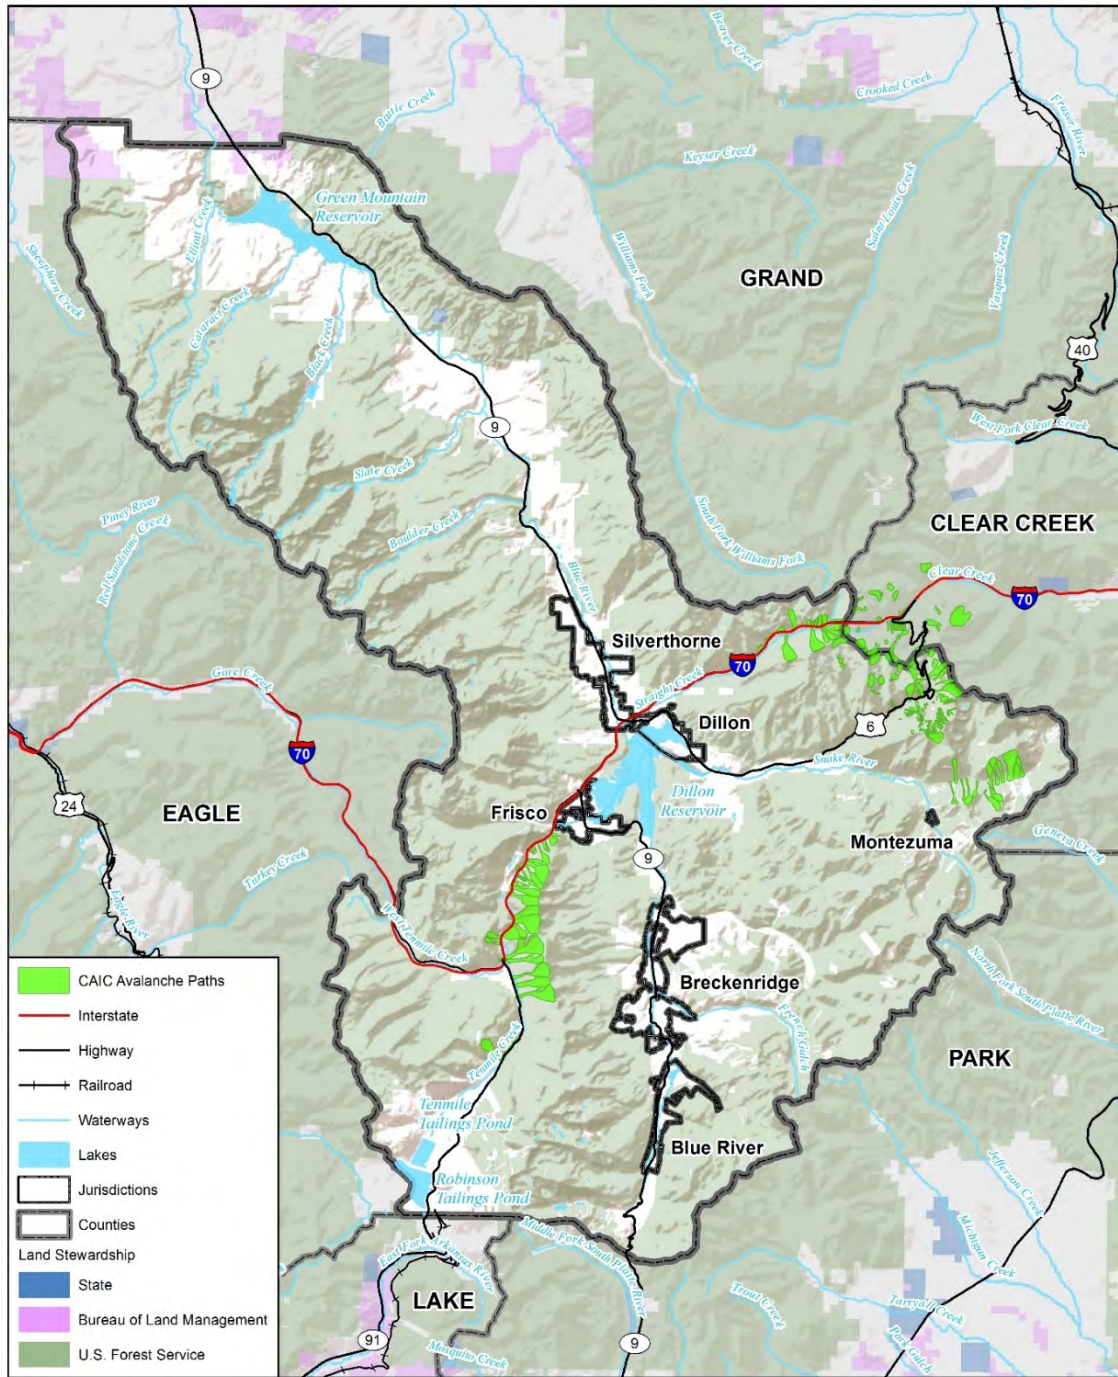 9
Battle Creek
Beaver Creek
Crooked Creek
Fraser River
Keyser Creek
Saint Louis Creek
Vasquez Creek
Green Mountain
Reservoir
Elliott Creek
Sheephorn Creek
Cataract Creek
Black Creek
Williams Fork
GRAND
40
9
West Fork Clear Creek
Slate Creek
Piney River
Boulder Creek
Red Sandstone Creek
South Fork Williams Fork
CLEAR CREEK
Blue River
Clear Creek
70
Silverthorne
70
Straight Creek
Gore Creek
Dillon
6
70
Snake River
24
EAGLE
Dillon
Reservoir
Frisco
Montezuma
Geneva Creek
9
Turkey Creek
Eagle River
West Tenmile Creek
North Fork South Platte River
Breckenridge
French Gulch
PARK
Tenmile Creek
Tenmile
Tailings Pond
Blue River
Jefferson Creek
Robinson
Tailings Pond
Middle Fork South Platte River
East Fork Arkansas River
Michigan Creek
LAKE
Trout Creek
Tarryall Creek
91
9
Park Gulch
Mosquito Creek
CAIC Avalanche Paths
Interstate
Highway
Railroad
Waterways
Lakes
Jurisdictions
Counties
Land Stewardship
State
Bureau of Land Management
U.S. Forest Service